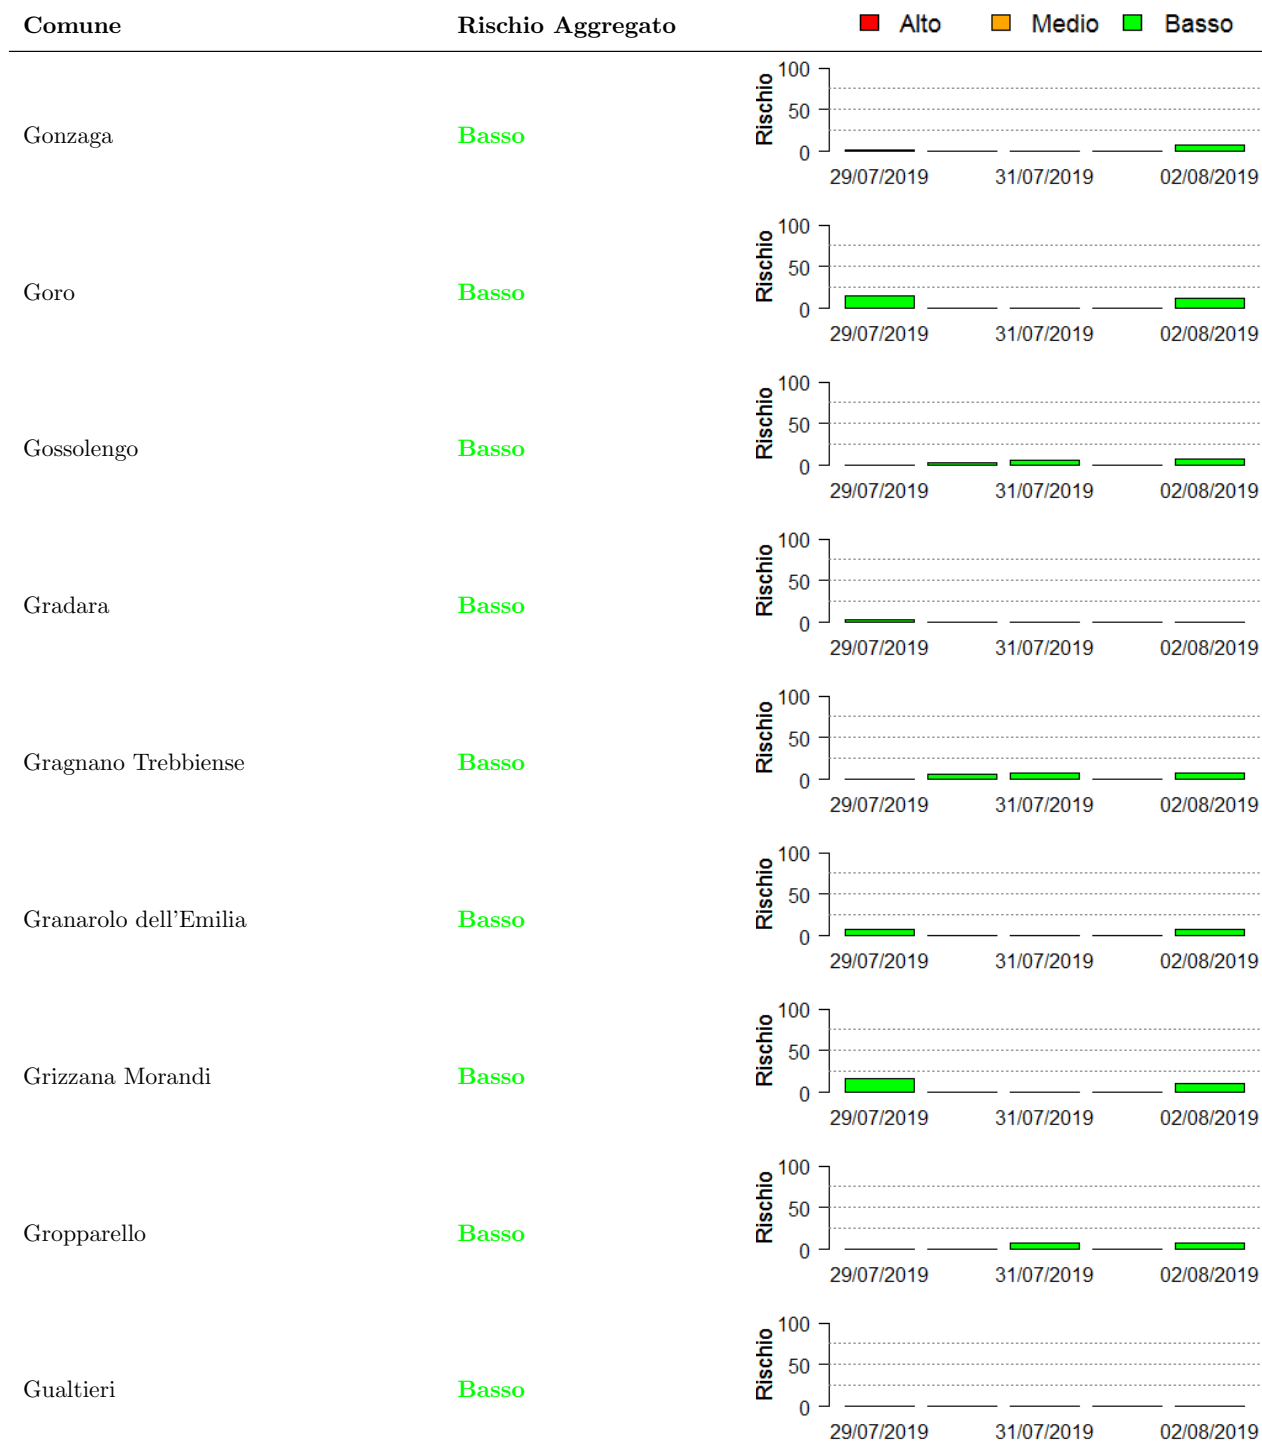 Comune Rischio Aggregato Alto Medio Basso
100
50
0
Rischio
Gonzaga Basso
29/07/2019 31/07/2019 02/08/2019
100
50
0
Rischio
Goro Basso
29/07/2019 31/07/2019 02/08/2019
100
50
0
Rischio
Gossolengo Basso
29/07/2019 31/07/2019 02/08/2019
100
50
0
Rischio
Gradara Basso
29/07/2019 31/07/2019 02/08/2019
100
50
0
Rischio
Gragnano Trebbiense Basso
29/07/2019 31/07/2019 02/08/2019
100
50
0
Rischio
Granarolo dell'Emilia Basso
29/07/2019 31/07/2019 02/08/2019
100
50
0
Rischio
Grizzana Morandi Basso
29/07/2019 31/07/2019 02/08/2019
100
50
0
Rischio
Gropparello Basso
29/07/2019 31/07/2019 02/08/2019
100
50
0
Rischio
Gualtieri Basso
29/07/2019 31/07/2019 02/08/2019